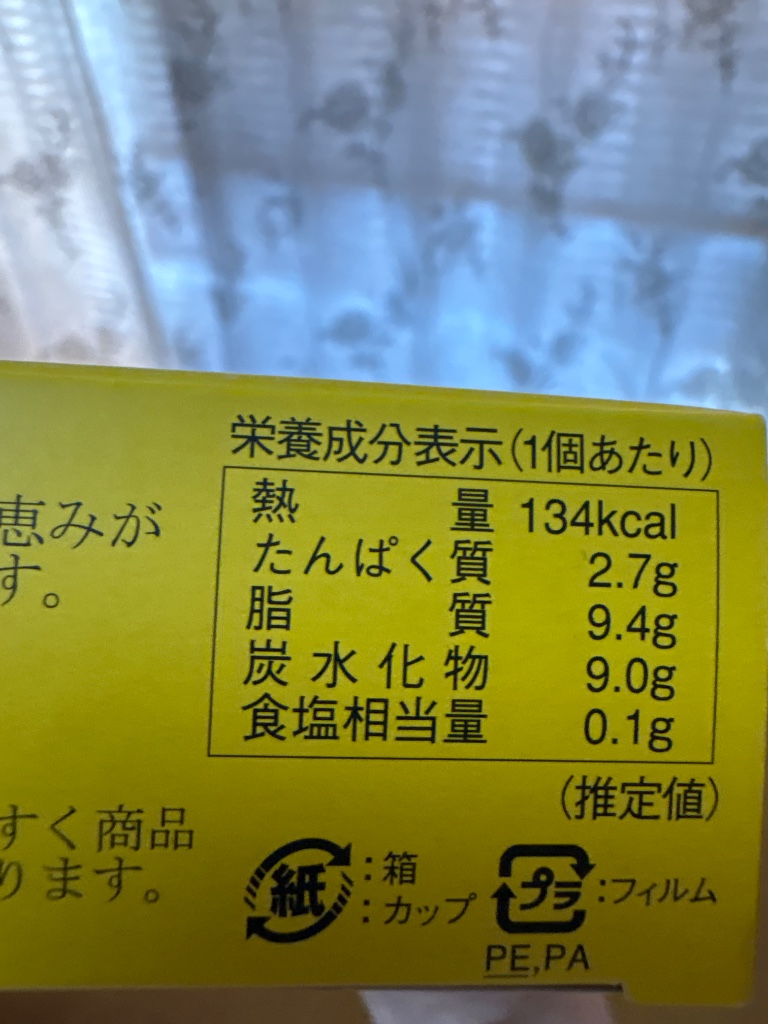 栄養成分表示(1個あたり)
熱量 134kcal
たんぱく質 2.7g
脂質 9.4g
炭水化物 9.0g
食塩相当量 0.1g
(推定値)
恵みが
す。
すく商品
ります。
紙 :箱
:カップ
プラ :フィルム
PE,PA